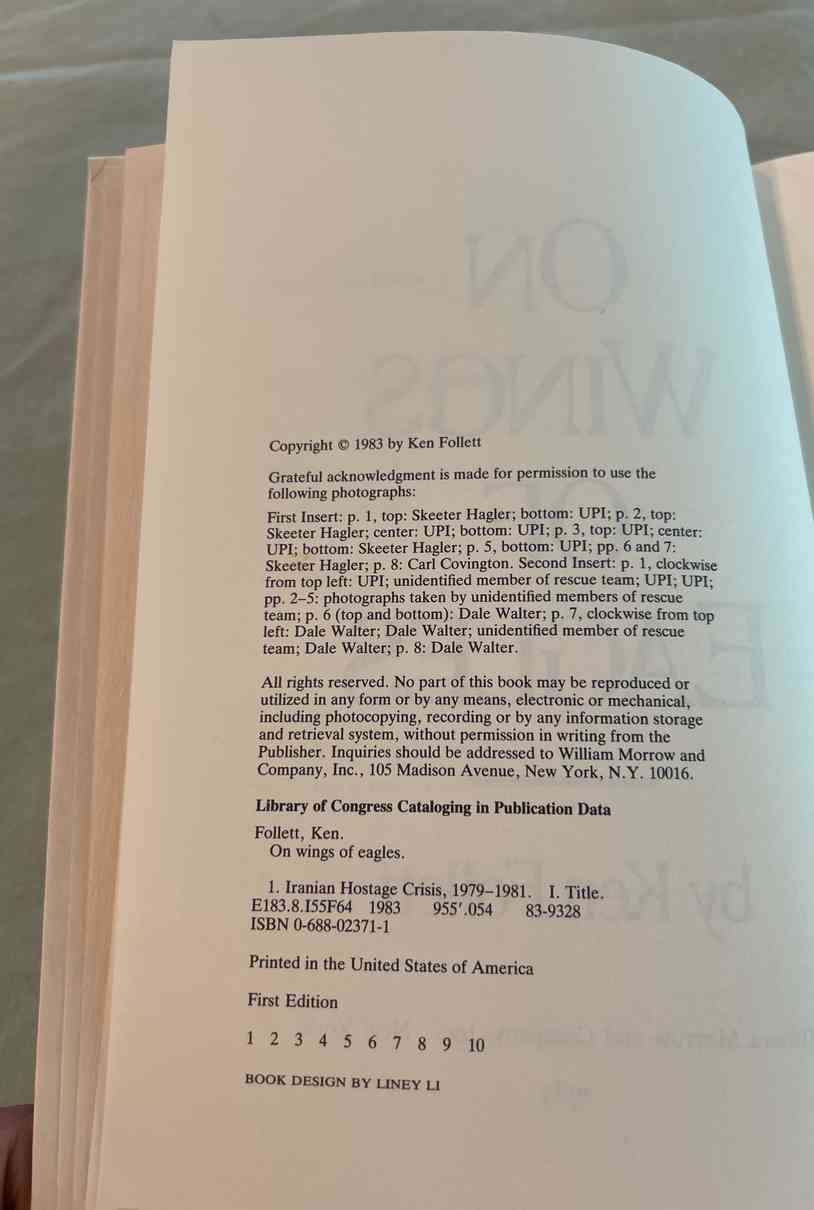 Copyright © 1983 by Ken Follett
Grateful acknowledgment is made for permission to use the
following photographs:
First Insert: p. 1, top: Skeeter Hagler; bottom: UPI; p. 2, top:
Skeeter Hagler; center: UPI; bottom: UPI; p. 3, top: UPI; center:
UPI; bottom: Skeeter Hagler; p. 5, bottom: UPI; pp. 6 and 7:
Skeeter Hagler; p. 8: Carl Covington. Second Insert: p. 1, clockwise
from top left: UPI; unidentified member of rescue team; UPI; UPI;
pp. 2–5: photographs taken by unidentified members of rescue
team; p. 6 (top and bottom): Dale Walter; p. 7, clockwise from top
left: Dale Walter; Dale Walter; unidentified member of rescue
team; Dale Walter; p. 8: Dale Walter.
All rights reserved. No part of this book may be reproduced or
utilized in any form or by any means, electronic or mechanical,
including photocopying, recording or by any information storage
and retrieval system, without permission in writing from the
Publisher. Inquiries should be addressed to William Morrow and
Company, Inc., 105 Madison Avenue, New York, N.Y. 10016.
Library of Congress Cataloging in Publication Data
Follett, Ken.
On wings of eagles.
1. Iranian Hostage Crisis, 1979–1981. I. Title.
E183.8.I55F64 1983 955′.054 83-9328
ISBN 0-688-02371-1
Printed in the United States of America
First Edition
1 2 3 4 5 6 7 8 9 10
BOOK DESIGN BY LINEY LI